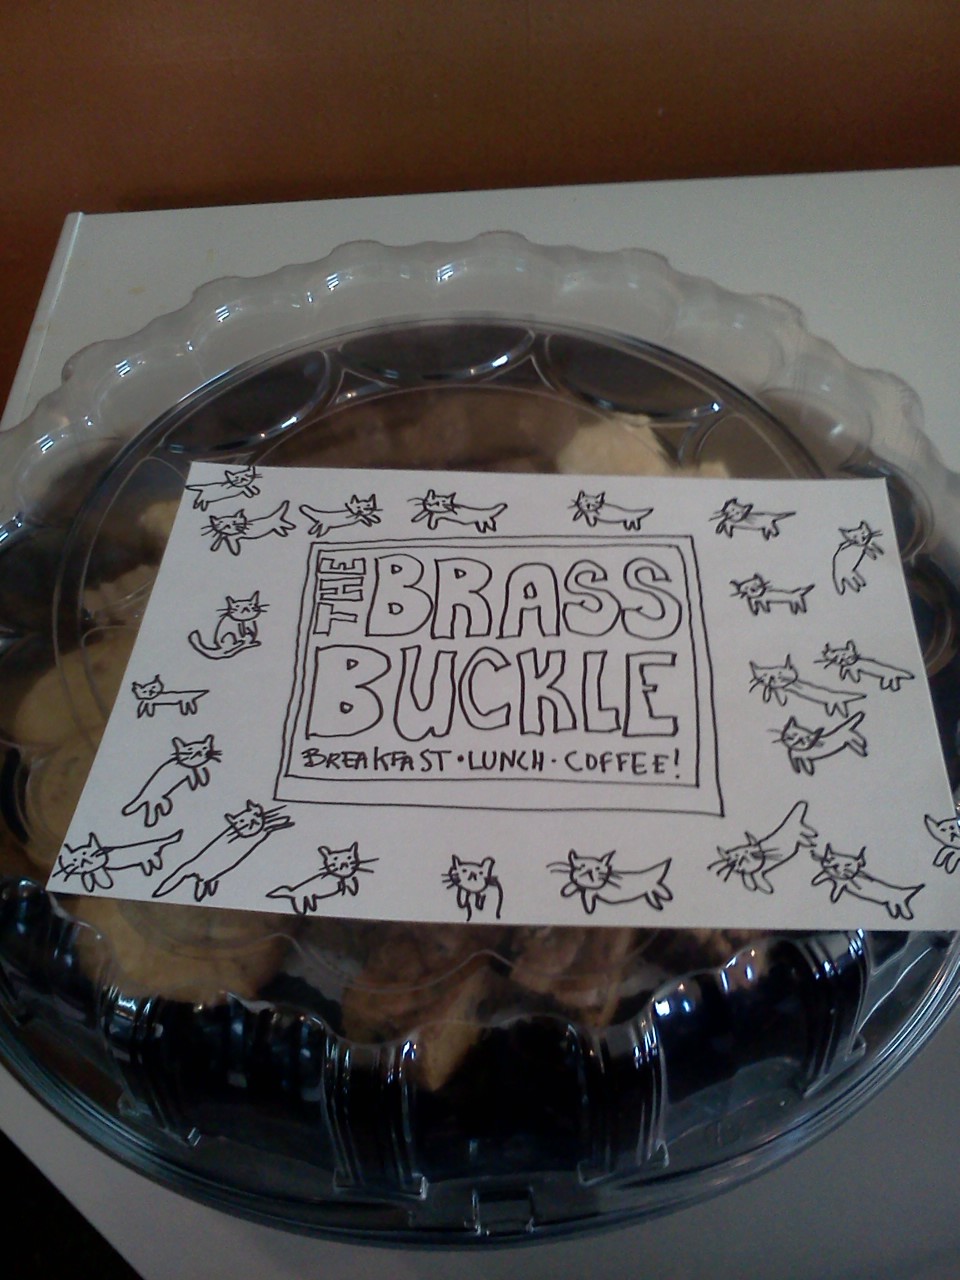 THE BRASS
BUCKLE
BREAKFAST · LUNCH · COFFEE!